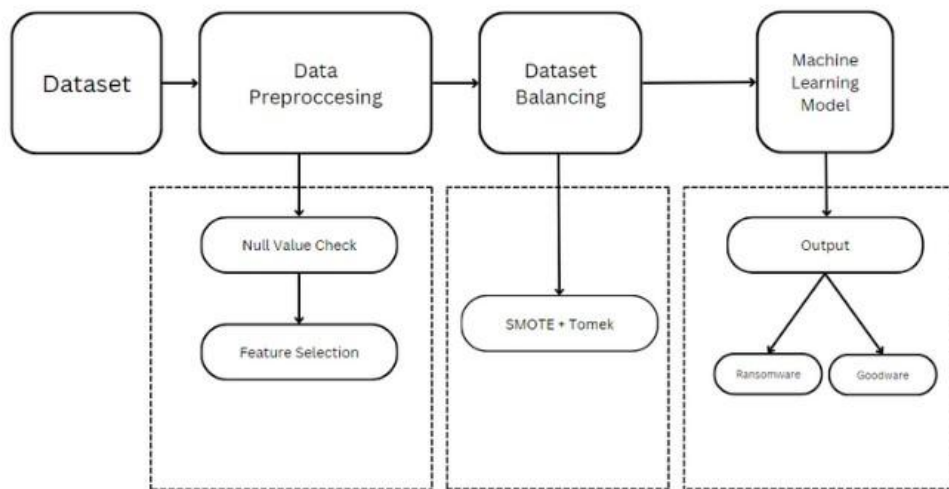 Dataset
Data
Preproccesing
Dataset
Balancing
Machine
Learning
Model
Null Value Check
Feature Selection
SMOTE + Tomek
Output
Ransomware
Goodware